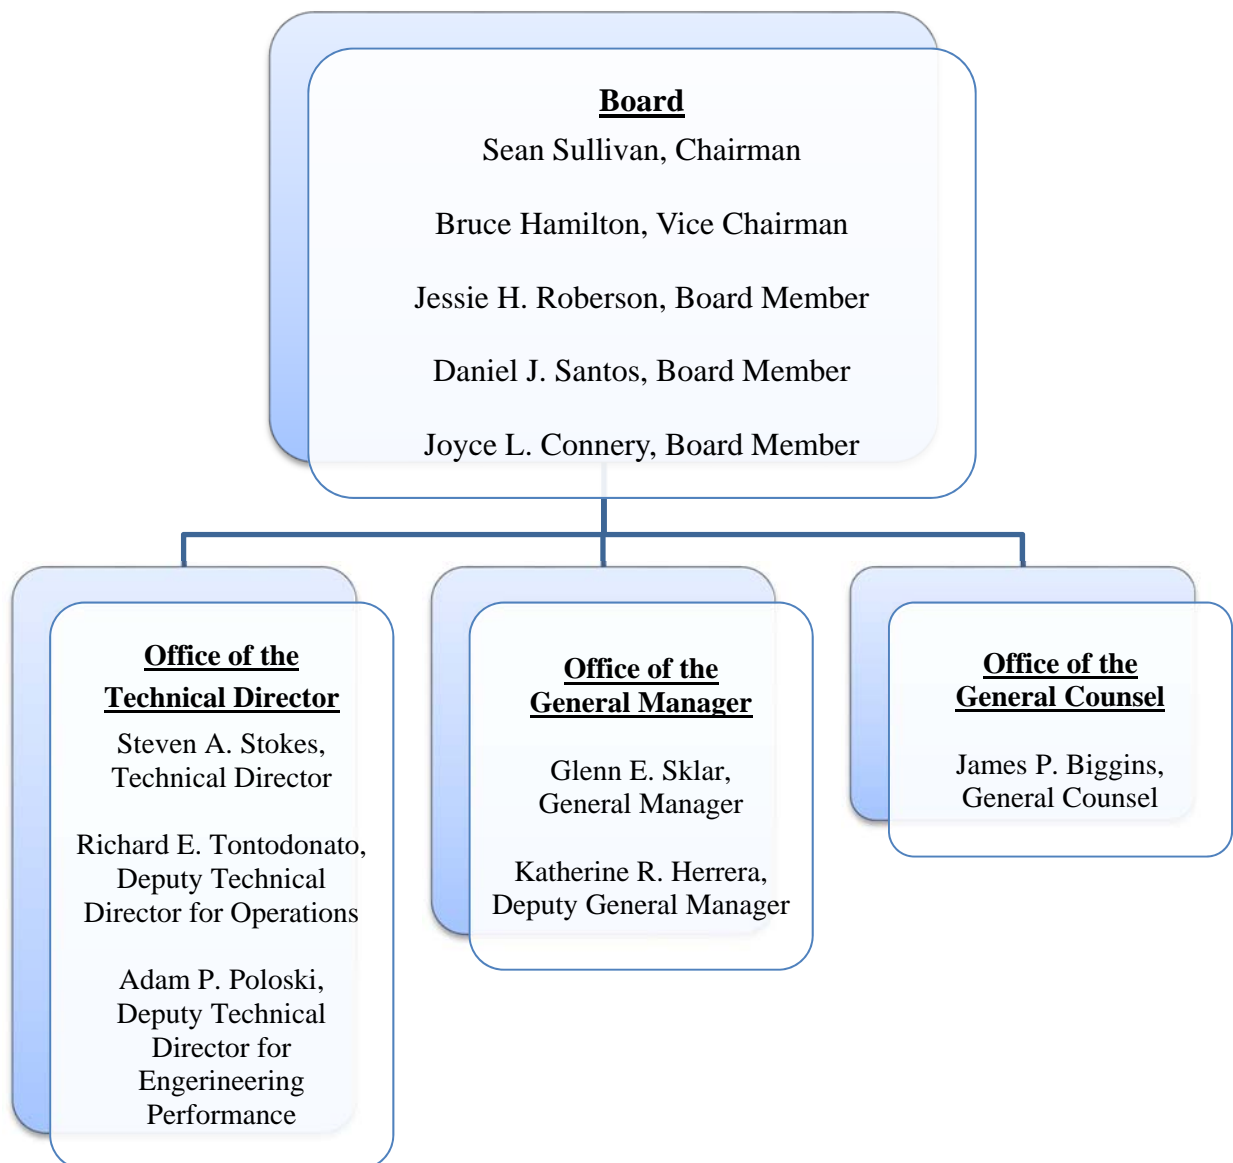 Board
Sean Sullivan, Chairman
Bruce Hamilton, Vice Chairman
Jessie H. Roberson, Board Member
Daniel J. Santos, Board Member
Joyce L. Connery, Board Member
Office of the
Technical Director
Steven A. Stokes,
Technical Director
Richard E. Tontodonato,
Deputy Technical
Director for Operations
Adam P. Poloski,
Deputy Technical
Director for
Engerineering
Performance
Office of the
General Manager
Glenn E. Sklar,
General Manager
Katherine R. Herrera,
Deputy General Manager
Office of the
General Counsel
James P. Biggins,
General Counsel